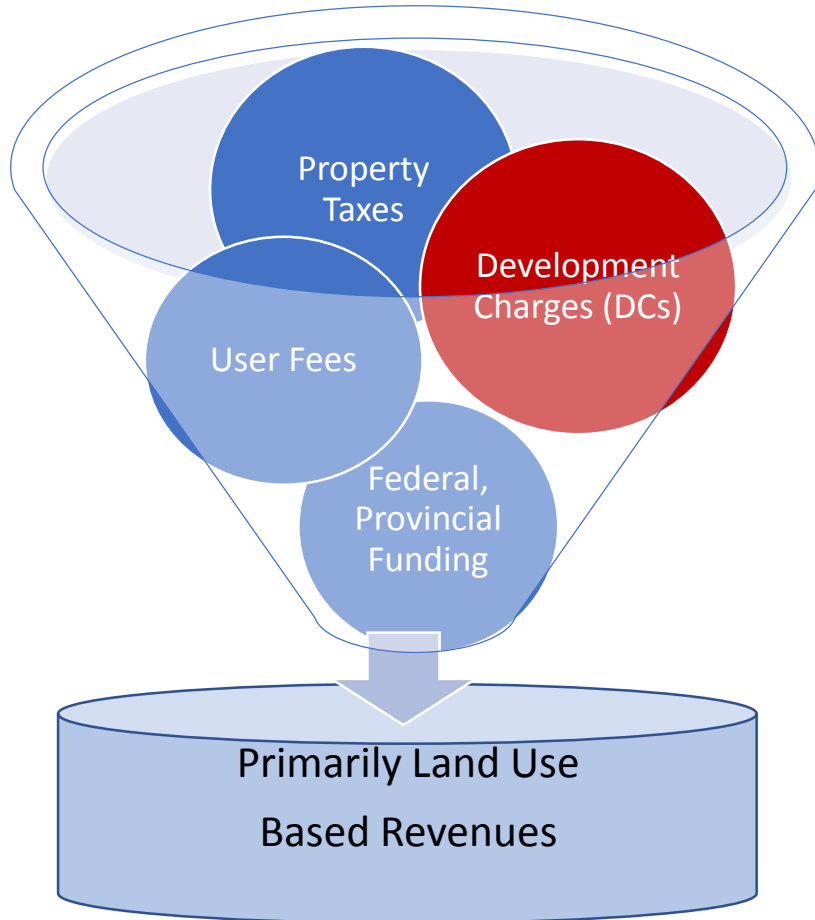 Property
Taxes
Development
Charges (DCs)
User Fees
Federal,
Provincial
Funding
Primarily Land Use
Based Revenues